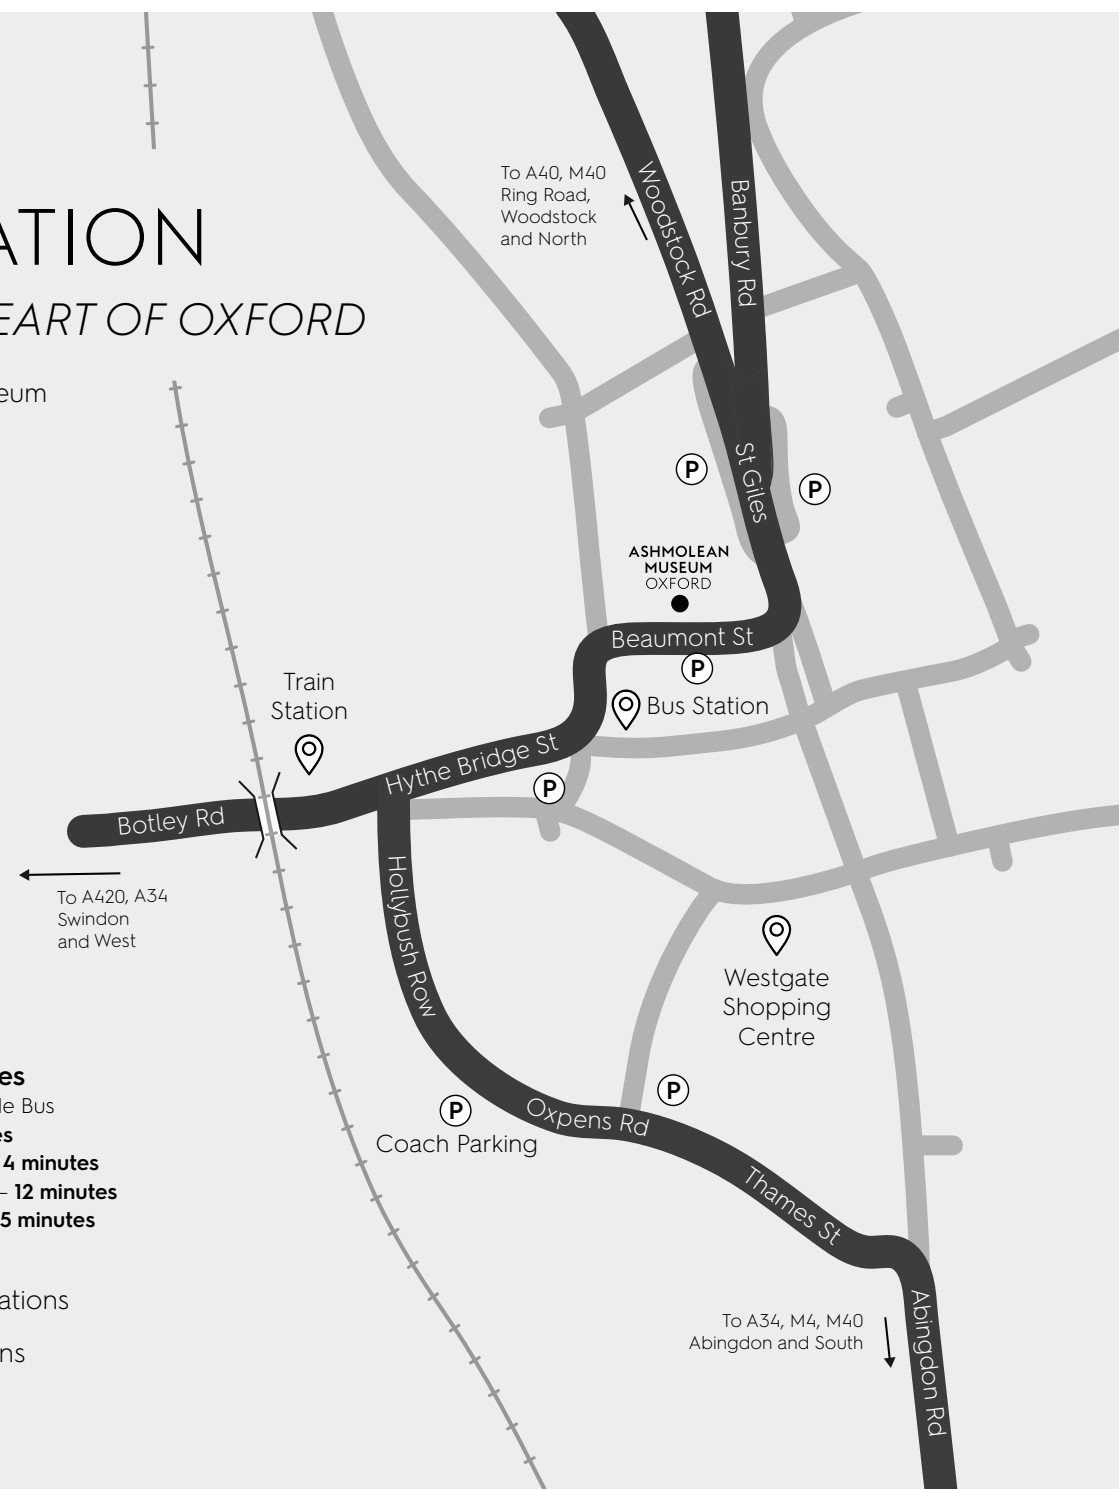 ATION
EART OF OXFORD
eum
To A40, M40
Ring Road,
Woodstock
and North
Woodstock Rd
Banbury Rd
P
St Giles
P
ASHMOLEAN
MUSEUM
OXFORD
Beaumont St
P
Train
Station
Bus Station
Hythe Bridge St
P
Botley Rd
To A420, A34
Swindon
and West
Hollybush Row
Westgate
Shopping
Centre
es
le Bus
es
4 minutes
– 12 minutes
5 minutes
P
Coach Parking
P
Oxpens Rd
Thames St
ations
ns
To A34, M4, M40
Abingdon and South
Abingdon Rd